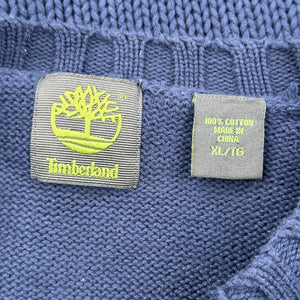 ®
Timberland
100% COTTON
MADE IN
CHINA
XL/TG